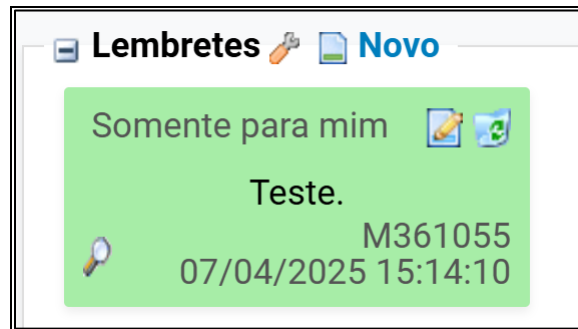 Lembretes Novo
Somente para mim
Teste.
M361055
07/04/2025 15:14:10